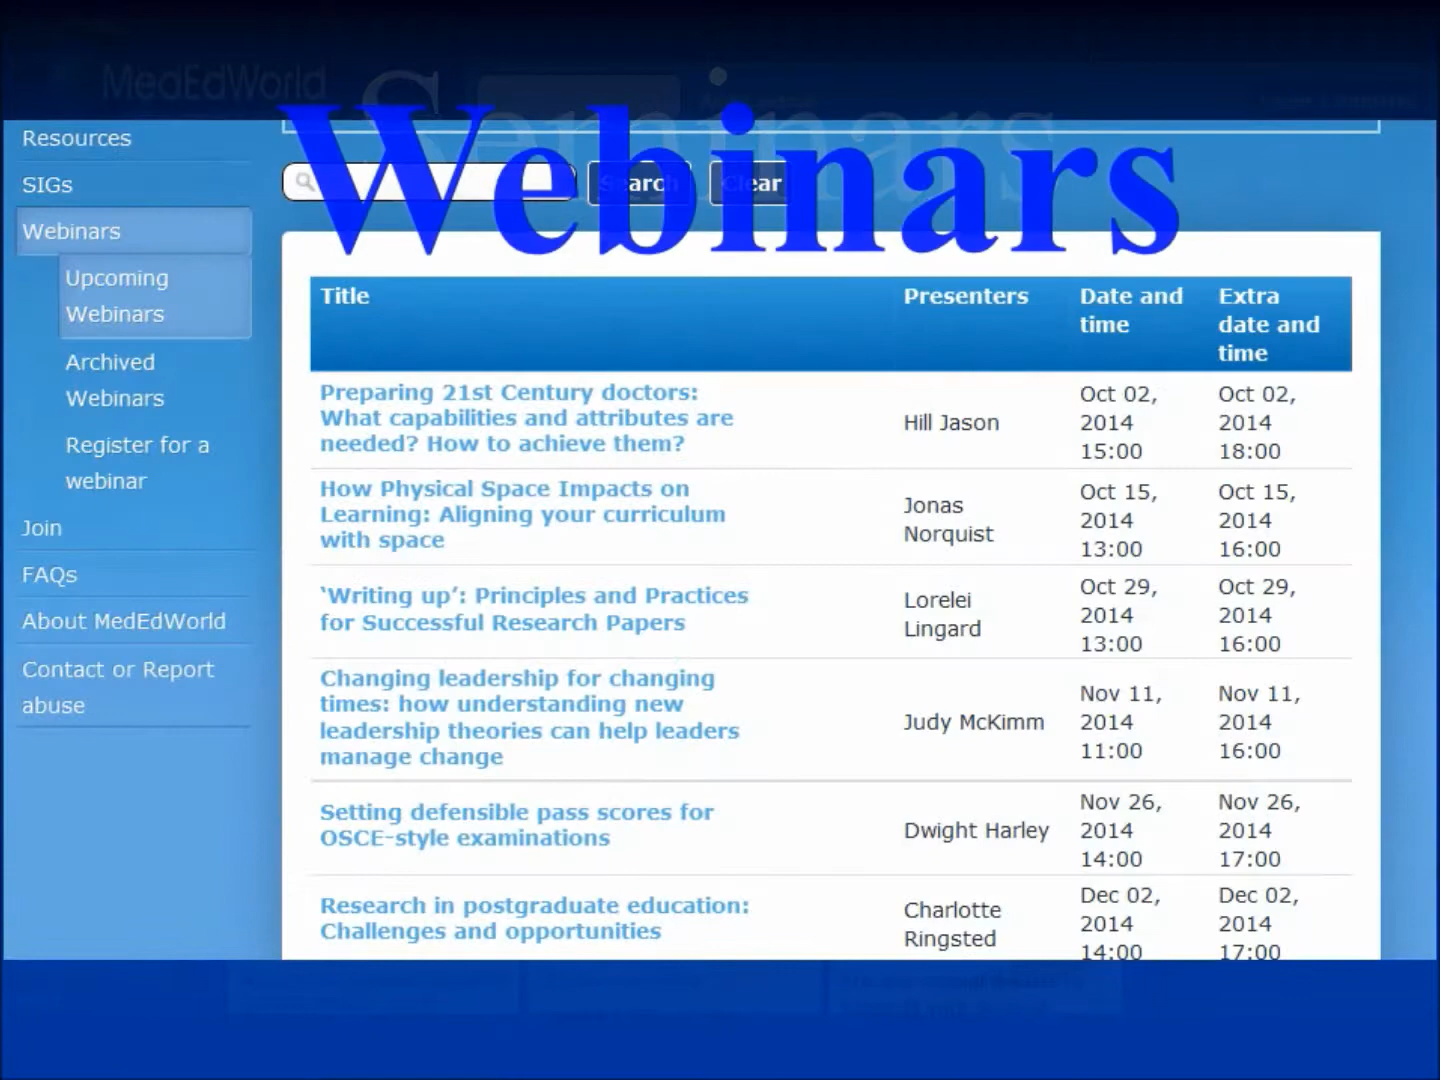 MedEdWorld
Seminars
Webinars
Resources
SIGs
Webinars
Upcoming
Webinars
Archived
Webinars
Register for a
webinar
Join
FAQs
About MedEdWorld
Contact or Report
abuse
Search
Clear
Title
Presenters
Date and
time
Extra
date and
time
Preparing 21st Century doctors:
What capabilities and attributes are
needed? How to achieve them?
Hill Jason
Oct 02,
2014
15:00
Oct 02,
2014
18:00
How Physical Space Impacts on
Learning: Aligning your curriculum
with space
Jonas
Norquist
Oct 15,
2014
13:00
Oct 15,
2014
16:00
‘Writing up’: Principles and Practices
for Successful Research Papers
Lorelei
Lingard
Oct 29,
2014
13:00
Oct 29,
2014
16:00
Changing leadership for changing
times: how understanding new
leadership theories can help leaders
manage change
Judy McKimm
Nov 11,
2014
11:00
Nov 11,
2014
16:00
Setting defensible pass scores for
OSCE-style examinations
Dwight Harley
Nov 26,
2014
14:00
Nov 26,
2014
17:00
Research in postgraduate education:
Challenges and opportunities
Charlotte
Ringsted
Dec 02,
2014
14:00
Dec 02,
2014
17:00